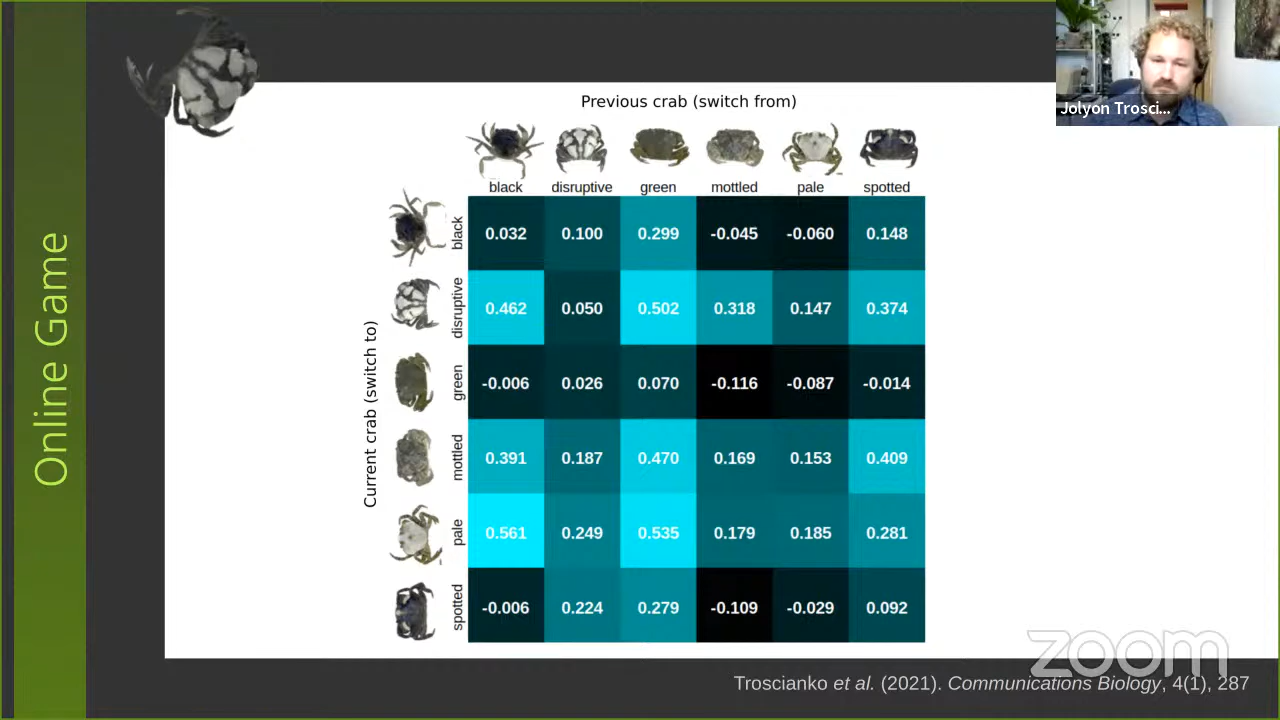 Online Game
Jolyon Trosci...
Previous crab (switch from)
black disruptive green mottled pale spotted
Current crab (switch to)
black 0.032 0.100 0.299 -0.045 -0.060 0.148
disruptive 0.462 0.050 0.502 0.318 0.147 0.374
green -0.006 0.026 0.070 -0.116 -0.087 -0.014
mottled 0.391 0.187 0.470 0.169 0.153 0.409
pale 0.561 0.249 0.535 0.179 0.185 0.281
spotted -0.006 0.224 0.279 -0.109 -0.029 0.092
zoom
Troscianko et al. (2021). Communications Biology, 4(1), 287